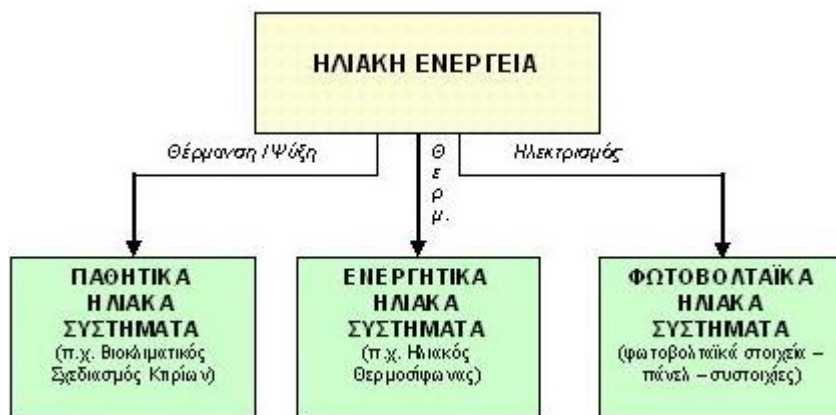 ΗΛΙΑΚΗ ΕΝΕΡΓΕΙΑ
Θέρμανση / Ψύξη
Θερμ.
Ηλεκτρισμός
ΠΑΘΗΤΙΚΑ
ΗΛΙΑΚΑ
ΣΥΣΤΗΜΑΤΑ
(π.χ. Βιοκλιματικός
Σχεδιασμός Κτιρίων)
ΕΝΕΡΓΗΤΙΚΑ
ΗΛΙΑΚΑ
ΣΥΣΤΗΜΑΤΑ
(π.χ. Ηλιακός
Θερμοσίφωνας)
ΦΩΤΟΒΟΛΤΑΪΚΑ
ΗΛΙΑΚΑ
ΣΥΣΤΗΜΑΤΑ
(φωτοβολταϊκά στοιχεία –
πάνελ – συστοιχίες)